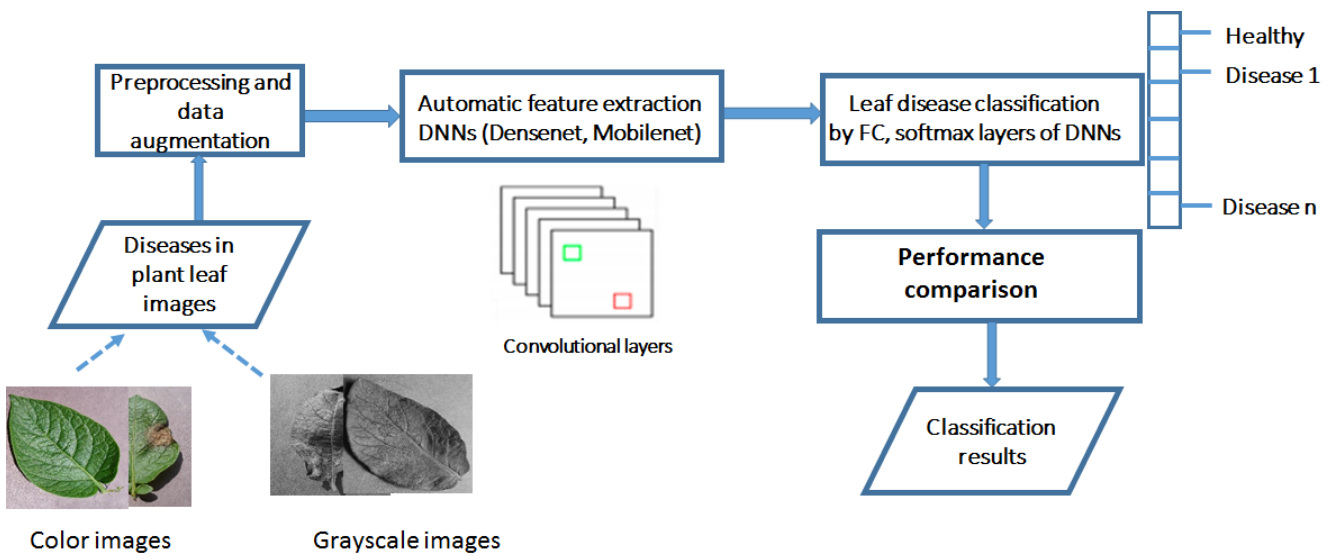 Preprocessing and
data
augmentation
Automatic feature extraction
DNNs (Densenet, Mobilenet)
Leaf disease classification
by FC, softmax layers of DNNs
Healthy
Disease 1
Disease n
Diseases in
plant leaf
images
Convolutional layers
Performance
comparison
Classification
results
Color images
Grayscale images